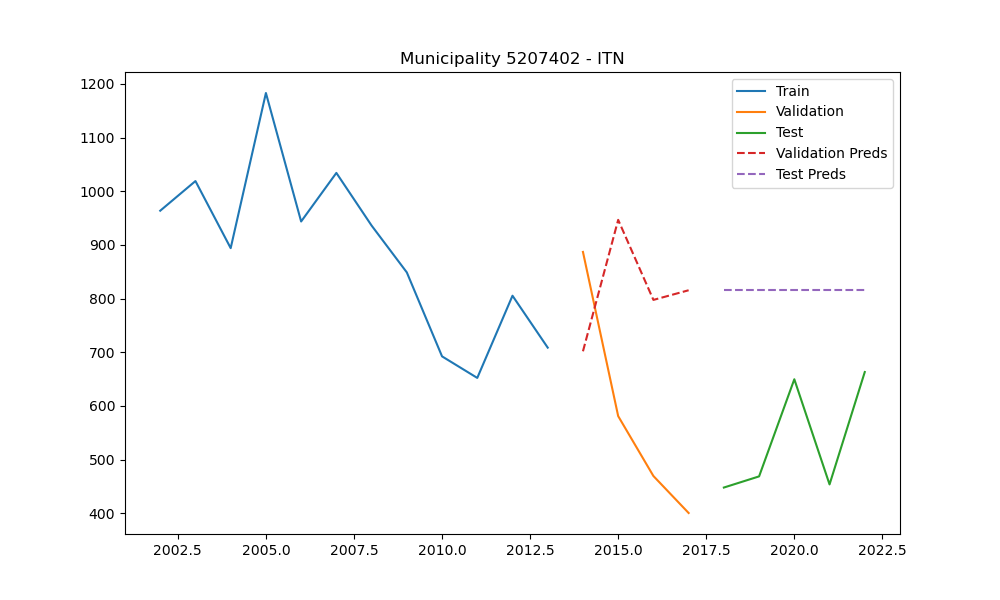 Municipality 5207402 - ITN
1200
1100
1000
900
800
700
600
500
400
Train
Validation
Test
Validation Preds
Test Preds
2002.5 2005.0 2007.5 2010.0 2012.5 2015.0 2017.5 2020.0 2022.5